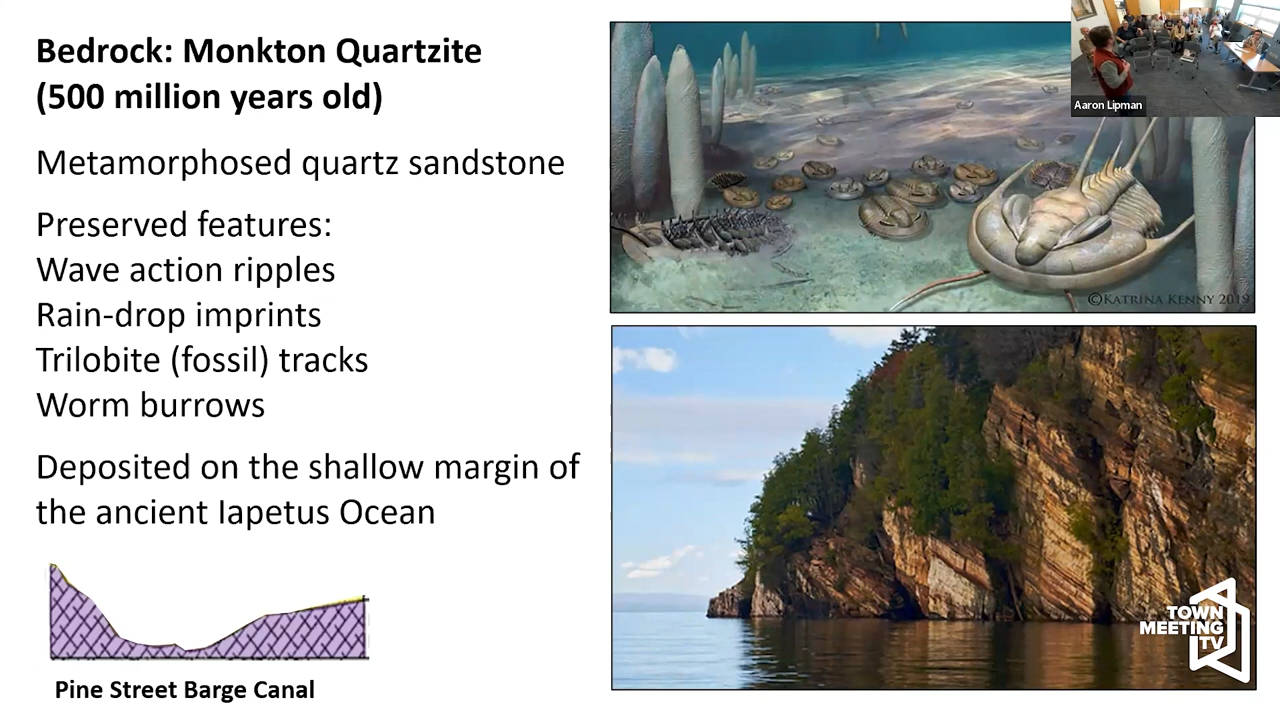 Bedrock: Monkton Quartzite
(500 million years old)
Metamorphosed quartz sandstone
Preserved features:
Wave action ripples
Rain-drop imprints
Trilobite (fossil) tracks
Worm burrows
Deposited on the shallow margin of
the ancient Iapetus Ocean
Pine Street Barge Canal
Aaron Lipman
©Katrina Kenny 2019
TOWN
MEETING
TV